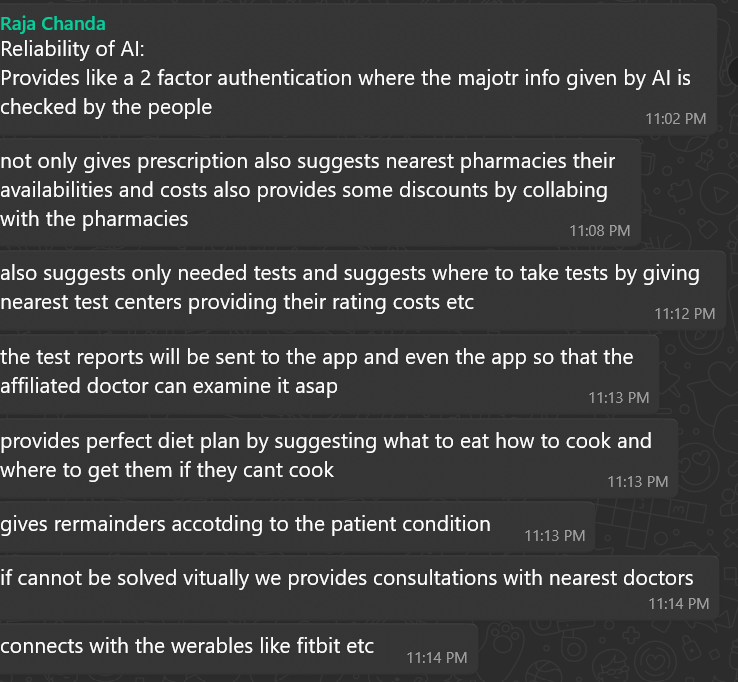 Raja Chanda
Reliability of AI:
Provides like a 2 factor authentication where the majotr info given by AI is
checked by the people
11:02 PM
not only gives prescription also suggests nearest pharmacies their
availabilities and costs also provides some discounts by collabing
with the pharmacies
11:08 PM
also suggests only needed tests and suggests where to take tests by giving
nearest test centers providing their rating costs etc
11:12 PM
the test reports will be sent to the app and even the app so that the
affiliated doctor can examine it asap
11:13 PM
provides perfect diet plan by suggesting what to eat how to cook and
where to get them if they cant cook
11:13 PM
gives rermainders accotding to the patient condition
11:13 PM
if cannot be solved vitually we provides consultations with nearest doctors
11:14 PM
connects with the werables like fitbit etc
11:14 PM